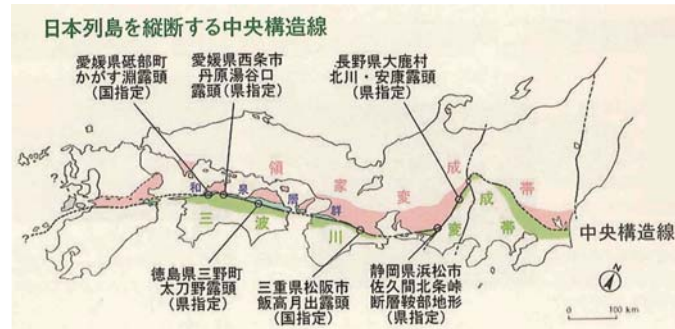 日本列島を縦断する中央構造線
愛媛県砥部町
かがす淵露頭
(国指定)
愛媛県西条市
丹原湯谷口
露頭(県指定)
長野県大鹿村
北川・安康露頭
(県指定)
領家変成帯
和泉層群
三波川変成帯
中央構造線
徳島県三野町
太刀野露頭
(県指定)
三重県松阪市
飯高月出露頭
(国指定)
静岡県浜松市
佐久間北条峠
断層鞍部地形
(県指定)
?
?
N
0 100 km